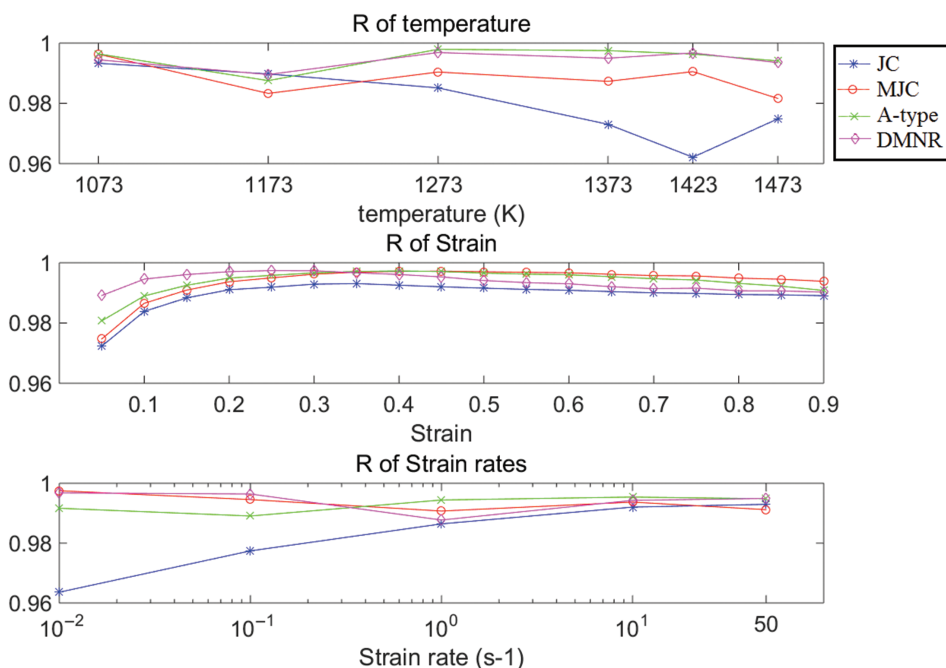 R of temperature
1
0.98
0.96
1073 1173 1273 1373 1423 1473
temperature (K)
JC
MJC
A-type
DMNR
R of Strain
1
0.98
0.96
0.1 0.2 0.3 0.4 0.5 0.6 0.7 0.8 0.9
Strain
R of Strain rates
1
0.98
0.96
10⁻² 10⁻¹ 10⁰ 10¹ 50
Strain rate (s-1)